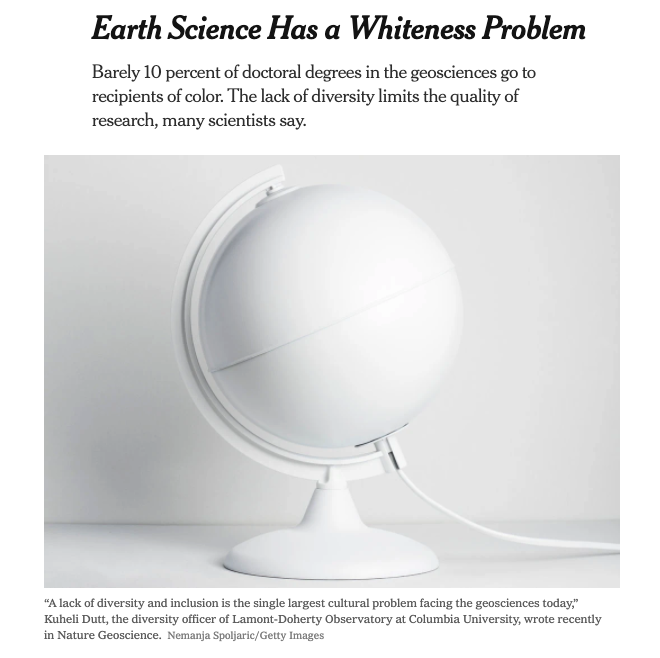 Earth Science Has a Whiteness Problem
Barely 10 percent of doctoral degrees in the geosciences go to
recipients of color. The lack of diversity limits the quality of
research, many scientists say.
“A lack of diversity and inclusion is the single largest cultural problem facing the geosciences today,”
Kuheli Dutt, the diversity officer of Lamont-Doherty Observatory at Columbia University, wrote recently
in Nature Geoscience. Nemanja Spoljaric/Getty Images